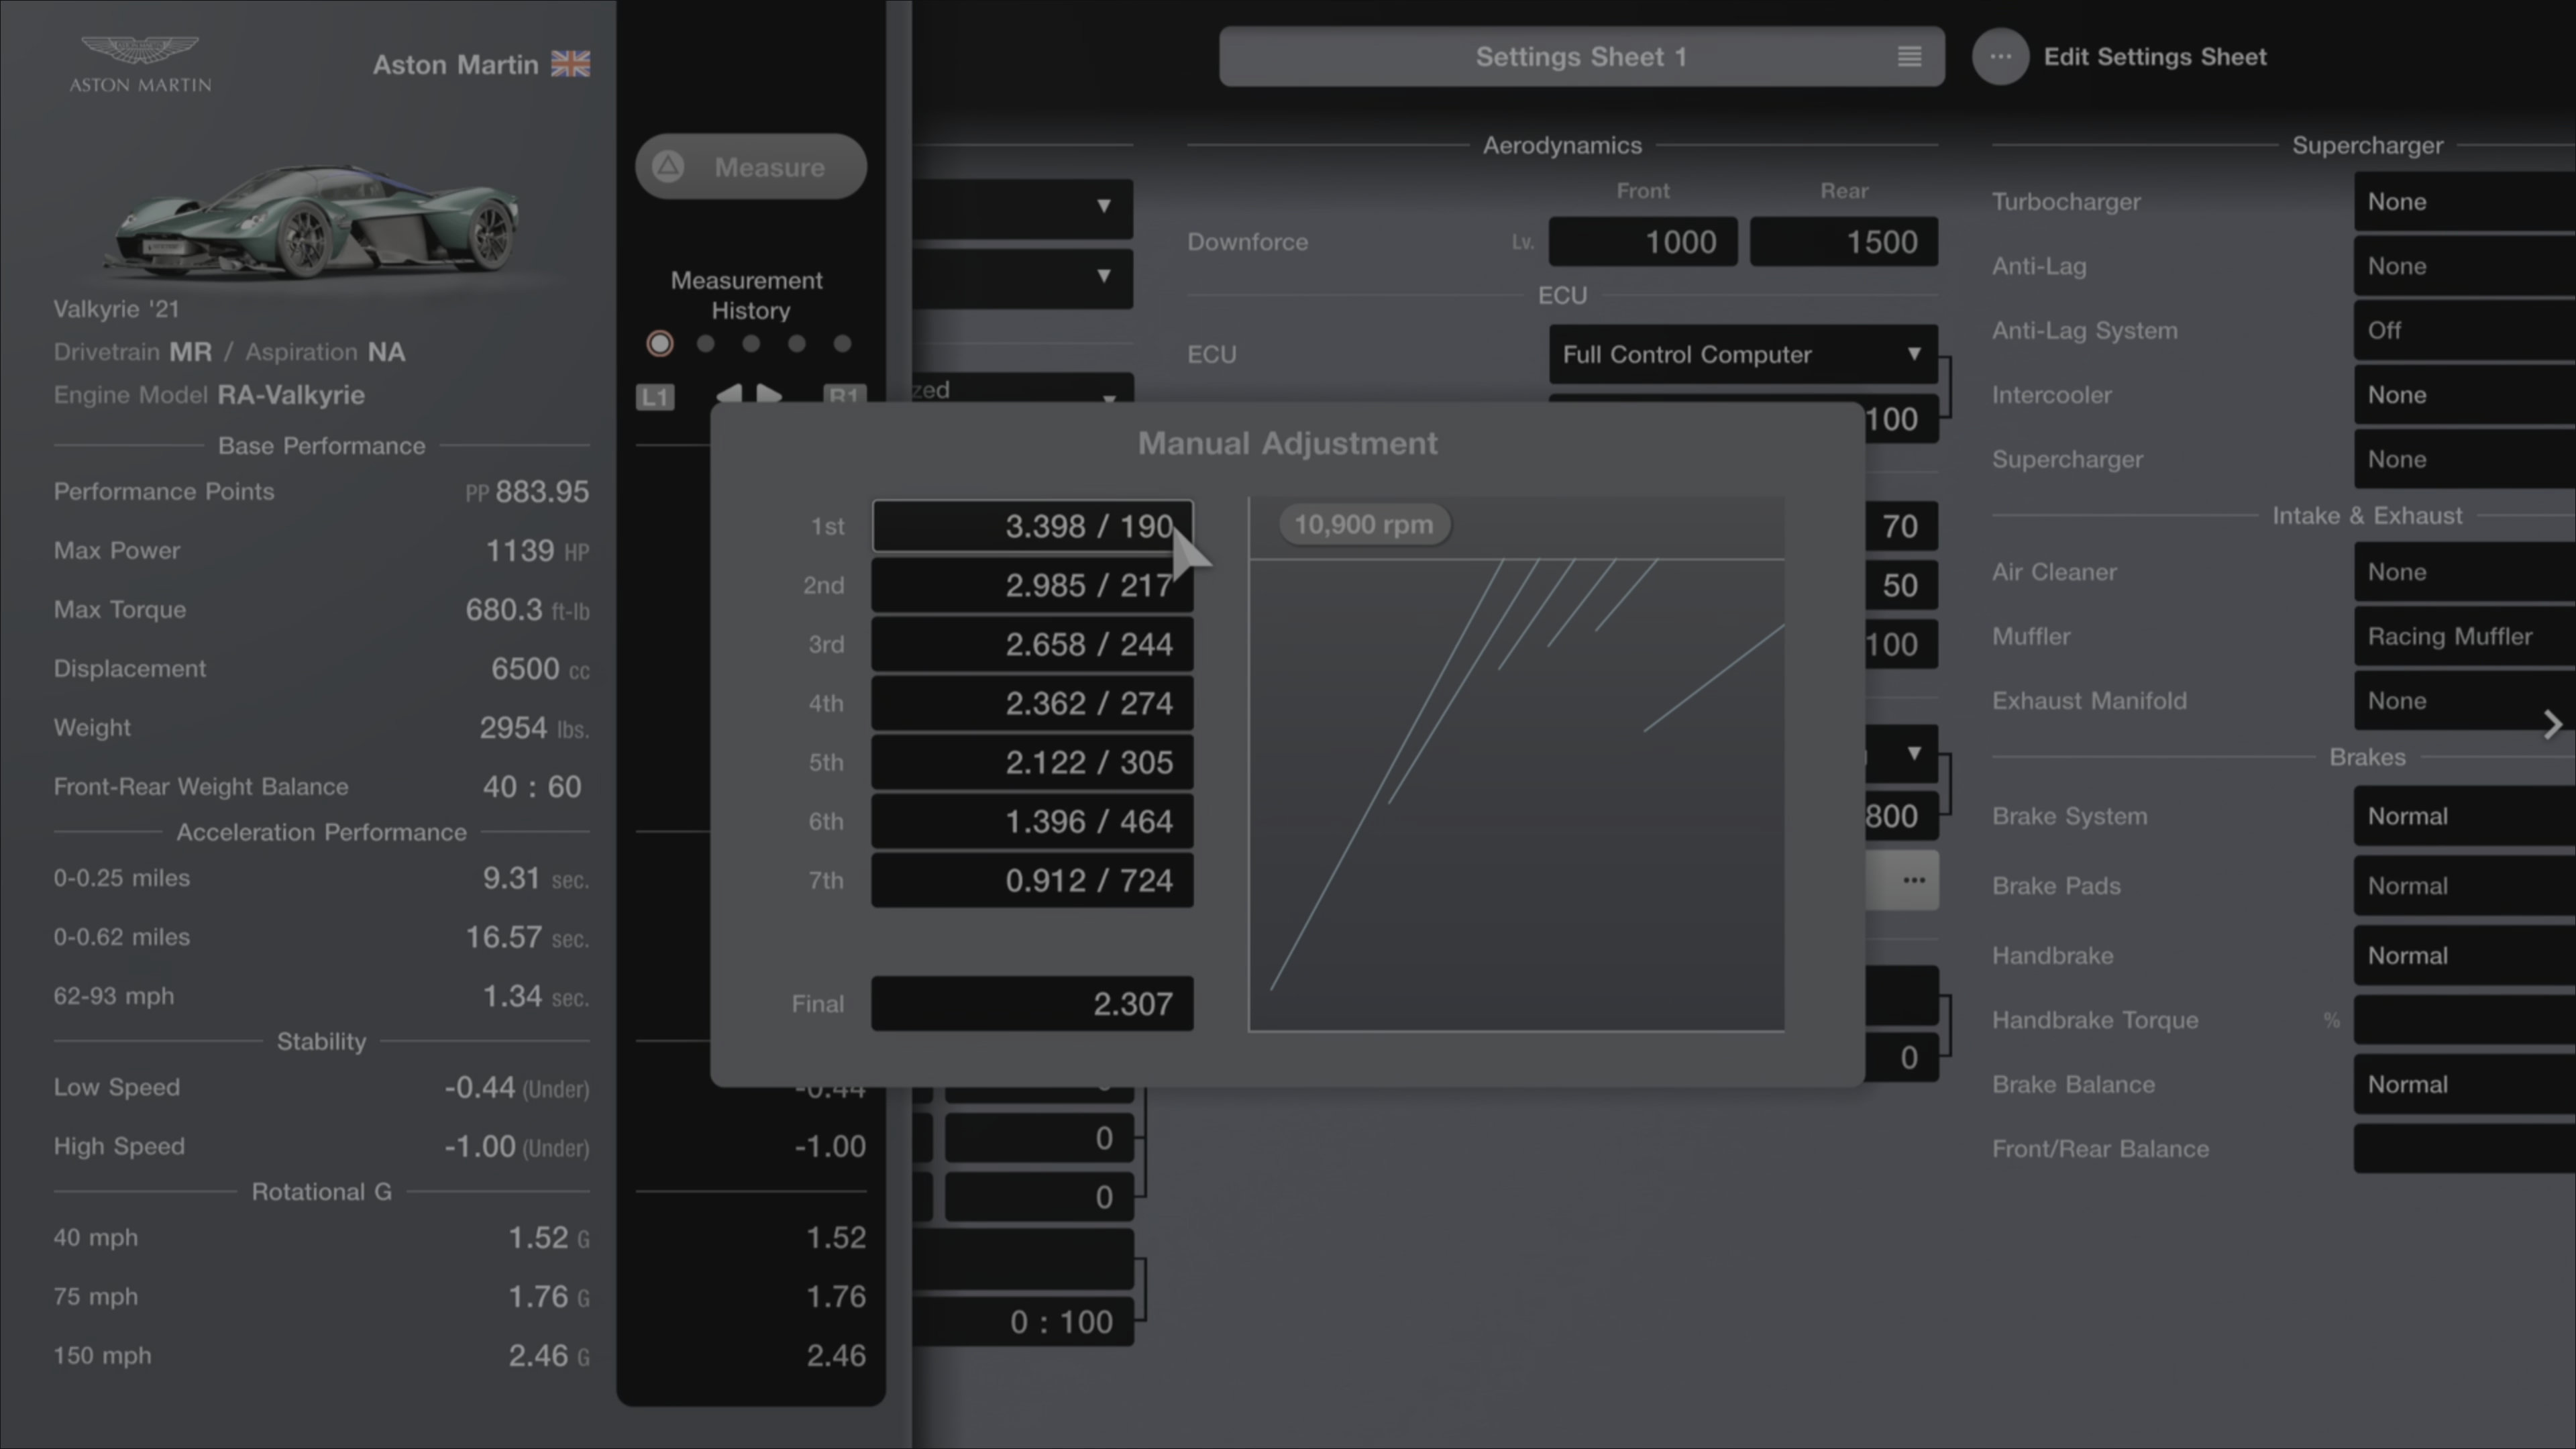 ASTON MARTIN
ASTON MARTIN
Aston Martin
Valkyrie '21
Drivetrain MR / Aspiration NA
Engine Model RA-Valkyrie
Base Performance
Performance Points PP 883.95
Max Power 1139 HP
Max Torque 680.3 ft-lb
Displacement 6500 cc
Weight 2954 lbs.
Front-Rear Weight Balance 40 : 60
Acceleration Performance
0-0.25 miles 9.31 sec.
0-0.62 miles 16.57 sec.
62-93 mph 1.34 sec.
Stability
Low Speed -0.44 (Under)
High Speed -1.00 (Under)
Rotational G
40 mph 1.52 G
75 mph 1.76 G
150 mph 2.46 G
Measure
Measurement
History
L1 R1
-0.44
-1.00
1.52
1.76
2.46
zed
0
0
0 : 100
Settings Sheet 1
Edit Settings Sheet
Aerodynamics
Front Rear
Downforce Lv. 1000 1500
ECU
ECU Full Control Computer
100
70
50
100
800
0
Manual Adjustment
1st 3.398 / 190
2nd 2.985 / 217
3rd 2.658 / 244
4th 2.362 / 274
5th 2.122 / 305
6th 1.396 / 464
7th 0.912 / 724
Final 2.307
10,900 rpm
Supercharger
Turbocharger None
Anti-Lag None
Anti-Lag System Off
Intercooler None
Supercharger None
Intake & Exhaust
Air Cleaner None
Muffler Racing Muffler
Exhaust Manifold None
Brakes
Brake System Normal
Brake Pads Normal
Handbrake Normal
Handbrake Torque %
Brake Balance Normal
Front/Rear Balance